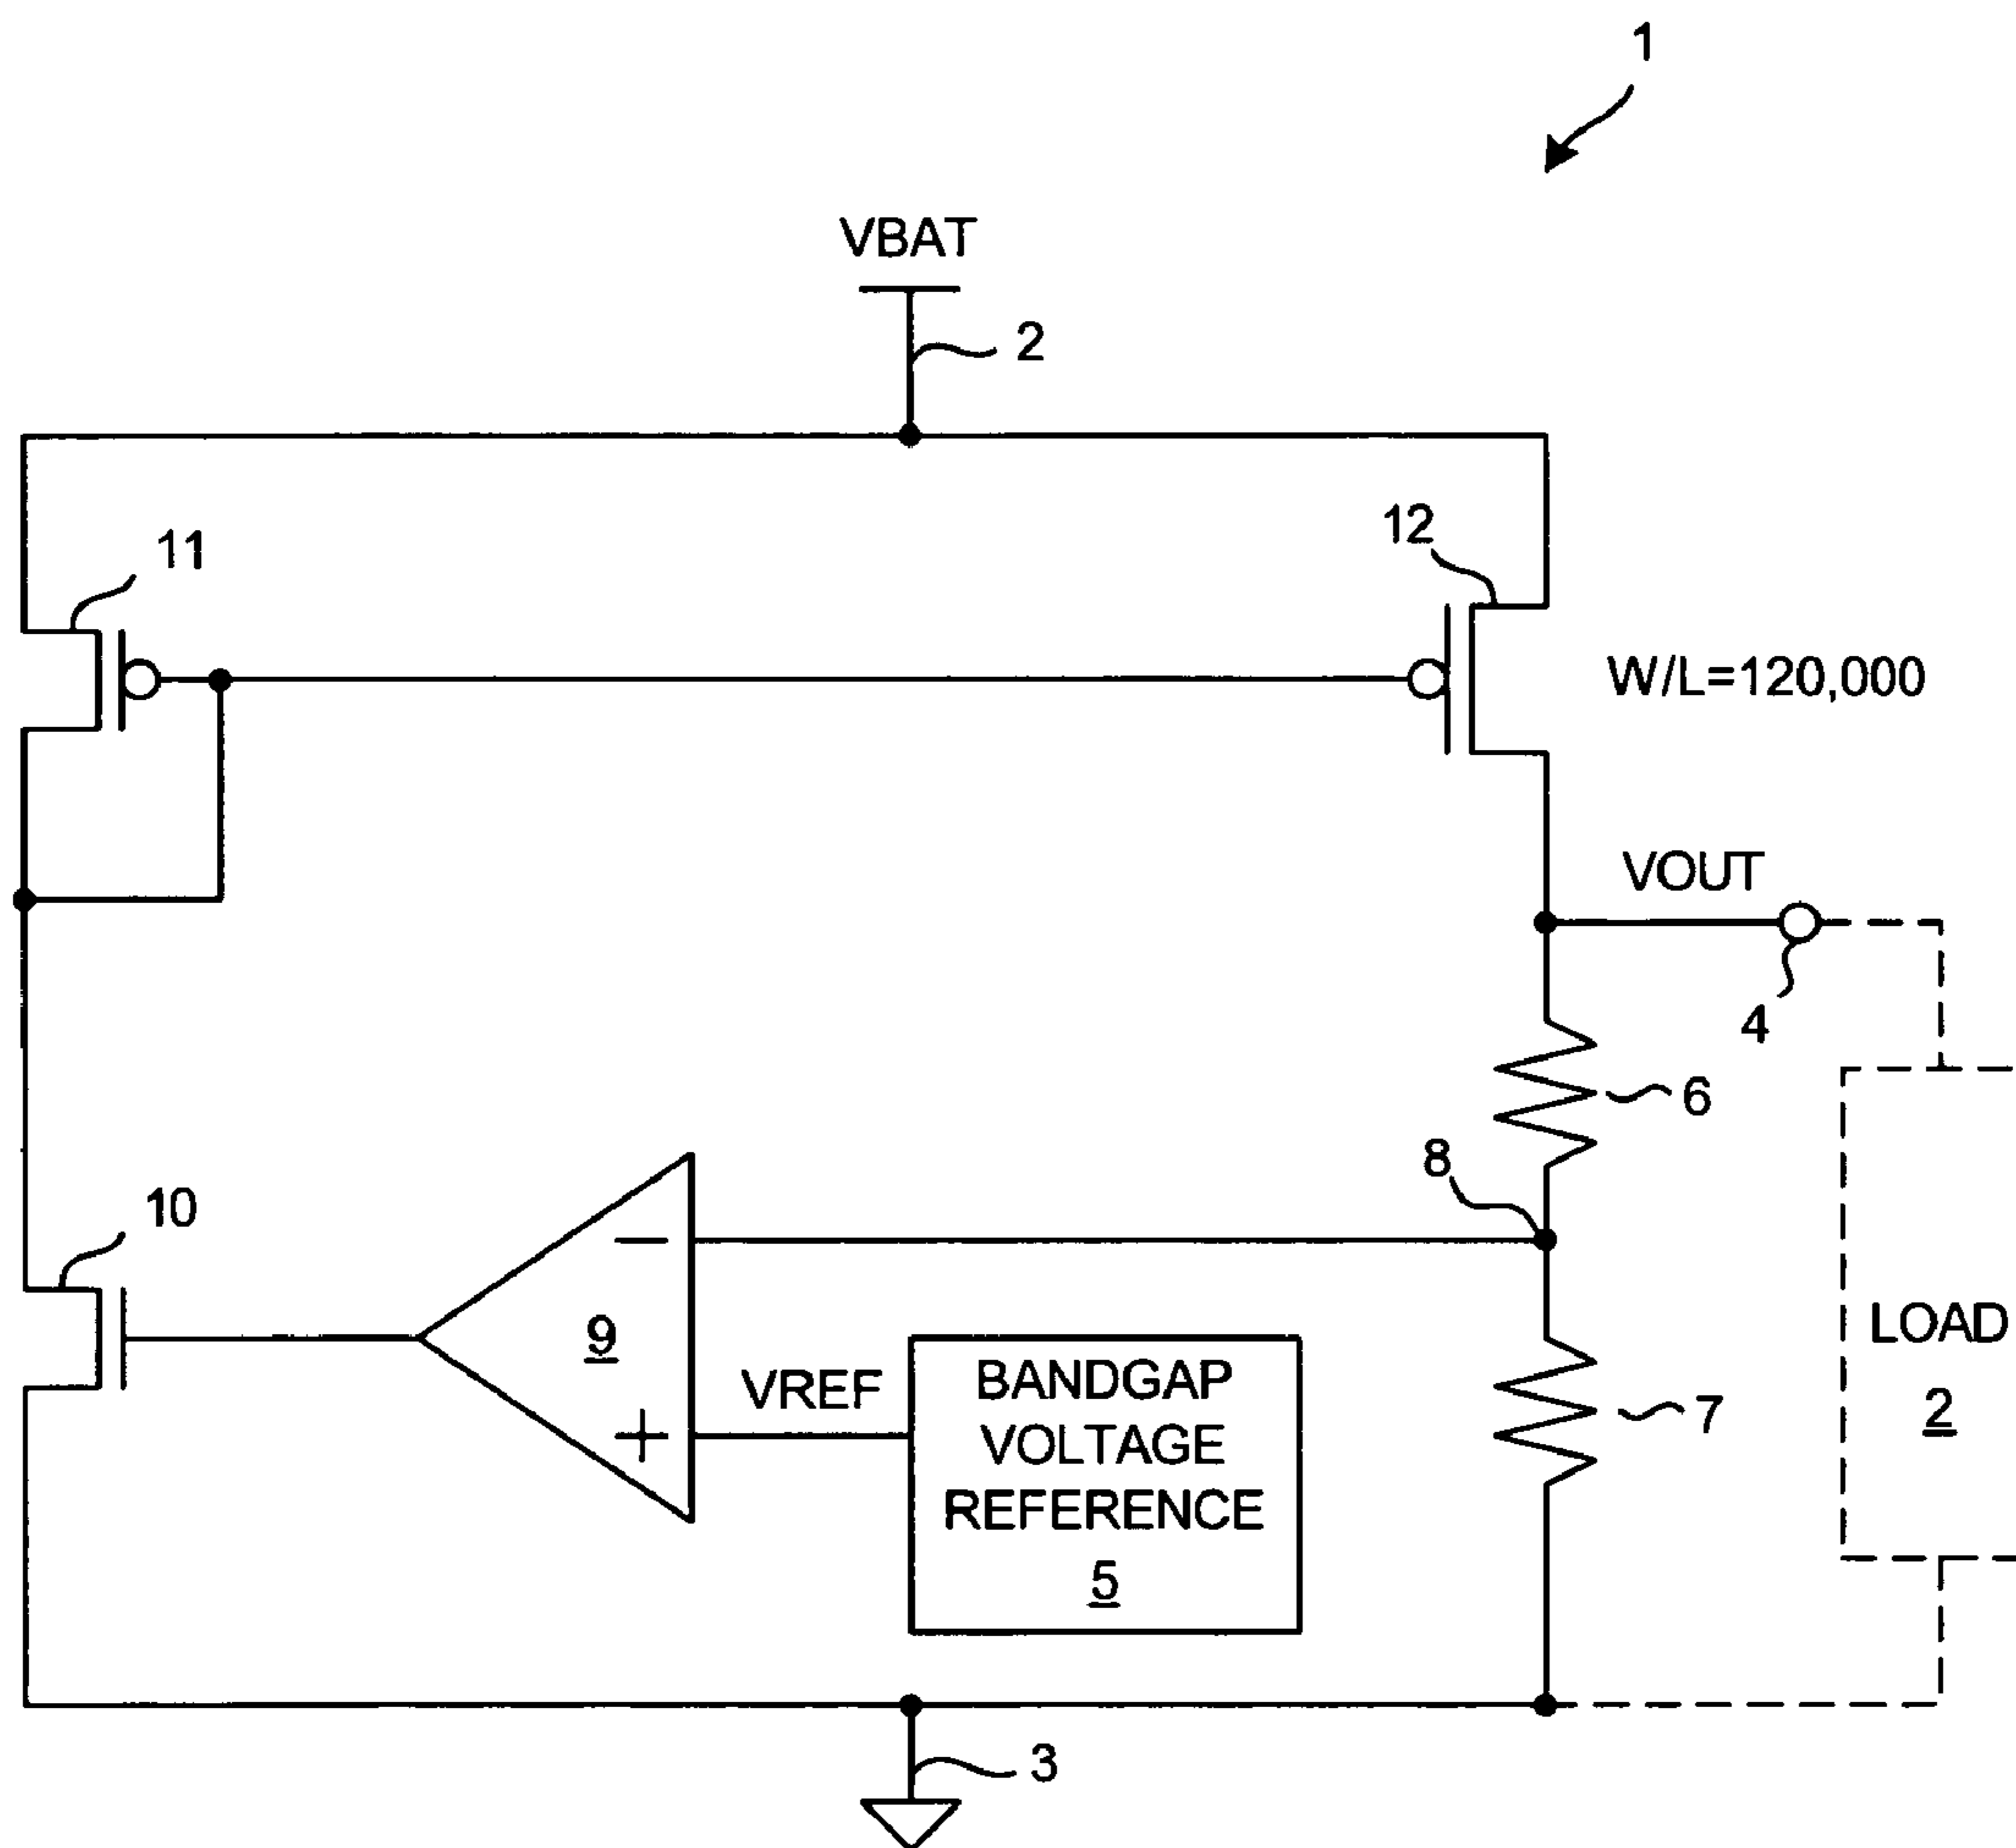 1
VBAT
2
11
12
W/L=120,000
VOUT
4
6
8
10
−
9
VREF
+
BANDGAP
VOLTAGE
REFERENCE
5
7
LOAD
2
3